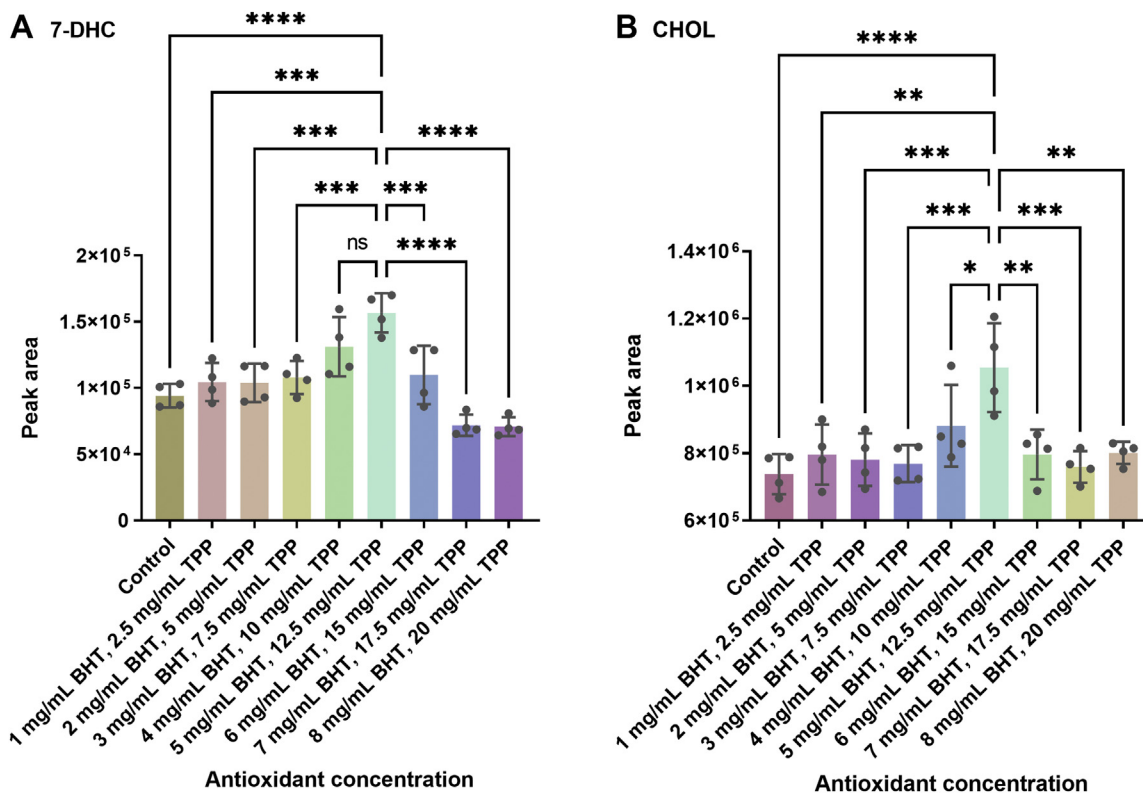 A 7-DHC
****
***
***
****
***
***
ns
****
2×10⁵
1.5×10⁵
1×10⁵
5×10⁴
0
Peak area
Control
1 mg/mL BHT, 2.5 mg/mL TPP
2 mg/mL BHT, 5 mg/mL TPP
3 mg/mL BHT, 7.5 mg/mL TPP
4 mg/mL BHT, 10 mg/mL TPP
5 mg/mL BHT, 12.5 mg/mL TPP
6 mg/mL BHT, 15 mg/mL TPP
7 mg/mL BHT, 17.5 mg/mL TPP
8 mg/mL BHT, 20 mg/mL TPP
Antioxidant concentration
B CHOL
****
**
***
**
***
***
*
**
1.4×10⁶
1.2×10⁶
1×10⁶
8×10⁵
6×10⁵
Peak area
Control
1 mg/mL BHT, 2.5 mg/mL TPP
2 mg/mL BHT, 5 mg/mL TPP
3 mg/mL BHT, 7.5 mg/mL TPP
4 mg/mL BHT, 10 mg/mL TPP
5 mg/mL BHT, 12.5 mg/mL TPP
6 mg/mL BHT, 15 mg/mL TPP
7 mg/mL BHT, 17.5 mg/mL TPP
8 mg/mL BHT, 20 mg/mL TPP
Antioxidant concentration